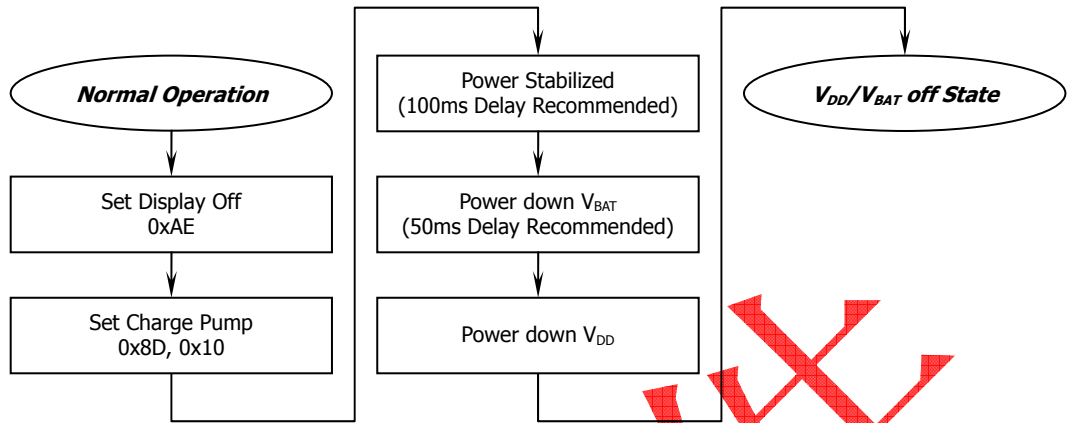 Normal Operation
Set Display Off
0xAE
Set Charge Pump
0x8D, 0x10
Power Stabilized
(100ms Delay Recommended)
Power down VBAT
(50ms Delay Recommended)
Power down VDD
VDD/VBAT off State